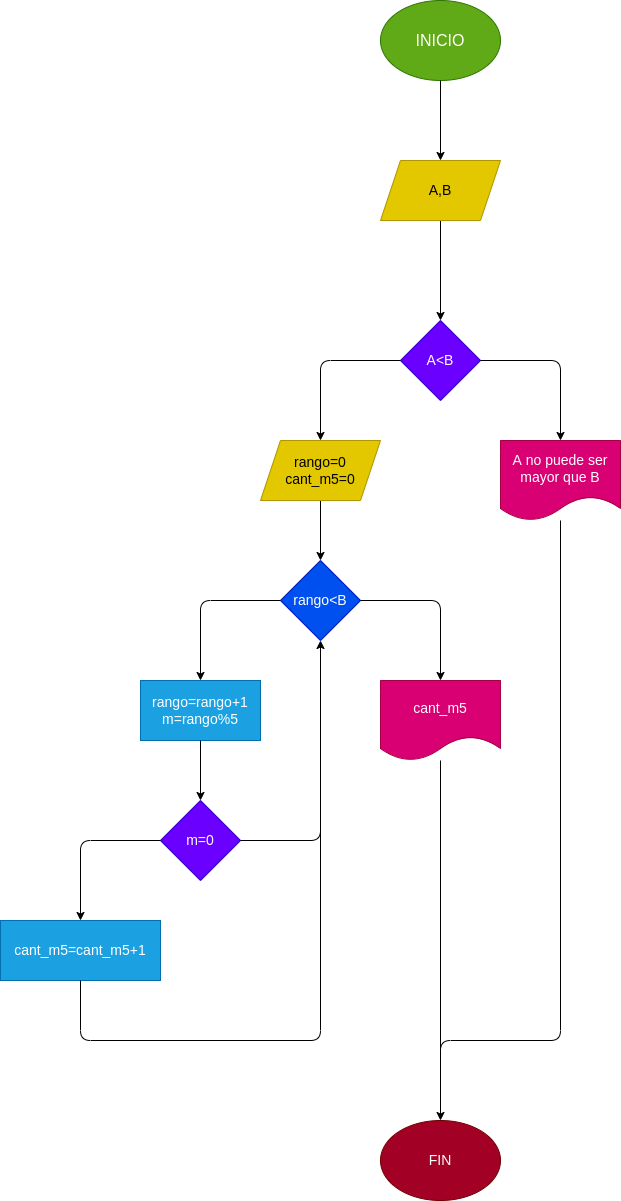 INICIO
A,B
A<B
rango=0
cant_m5=0
A no puede ser
mayor que B
rango<B
rango=rango+1
m=rango%5
cant_m5
m=0
cant_m5=cant_m5+1
FIN